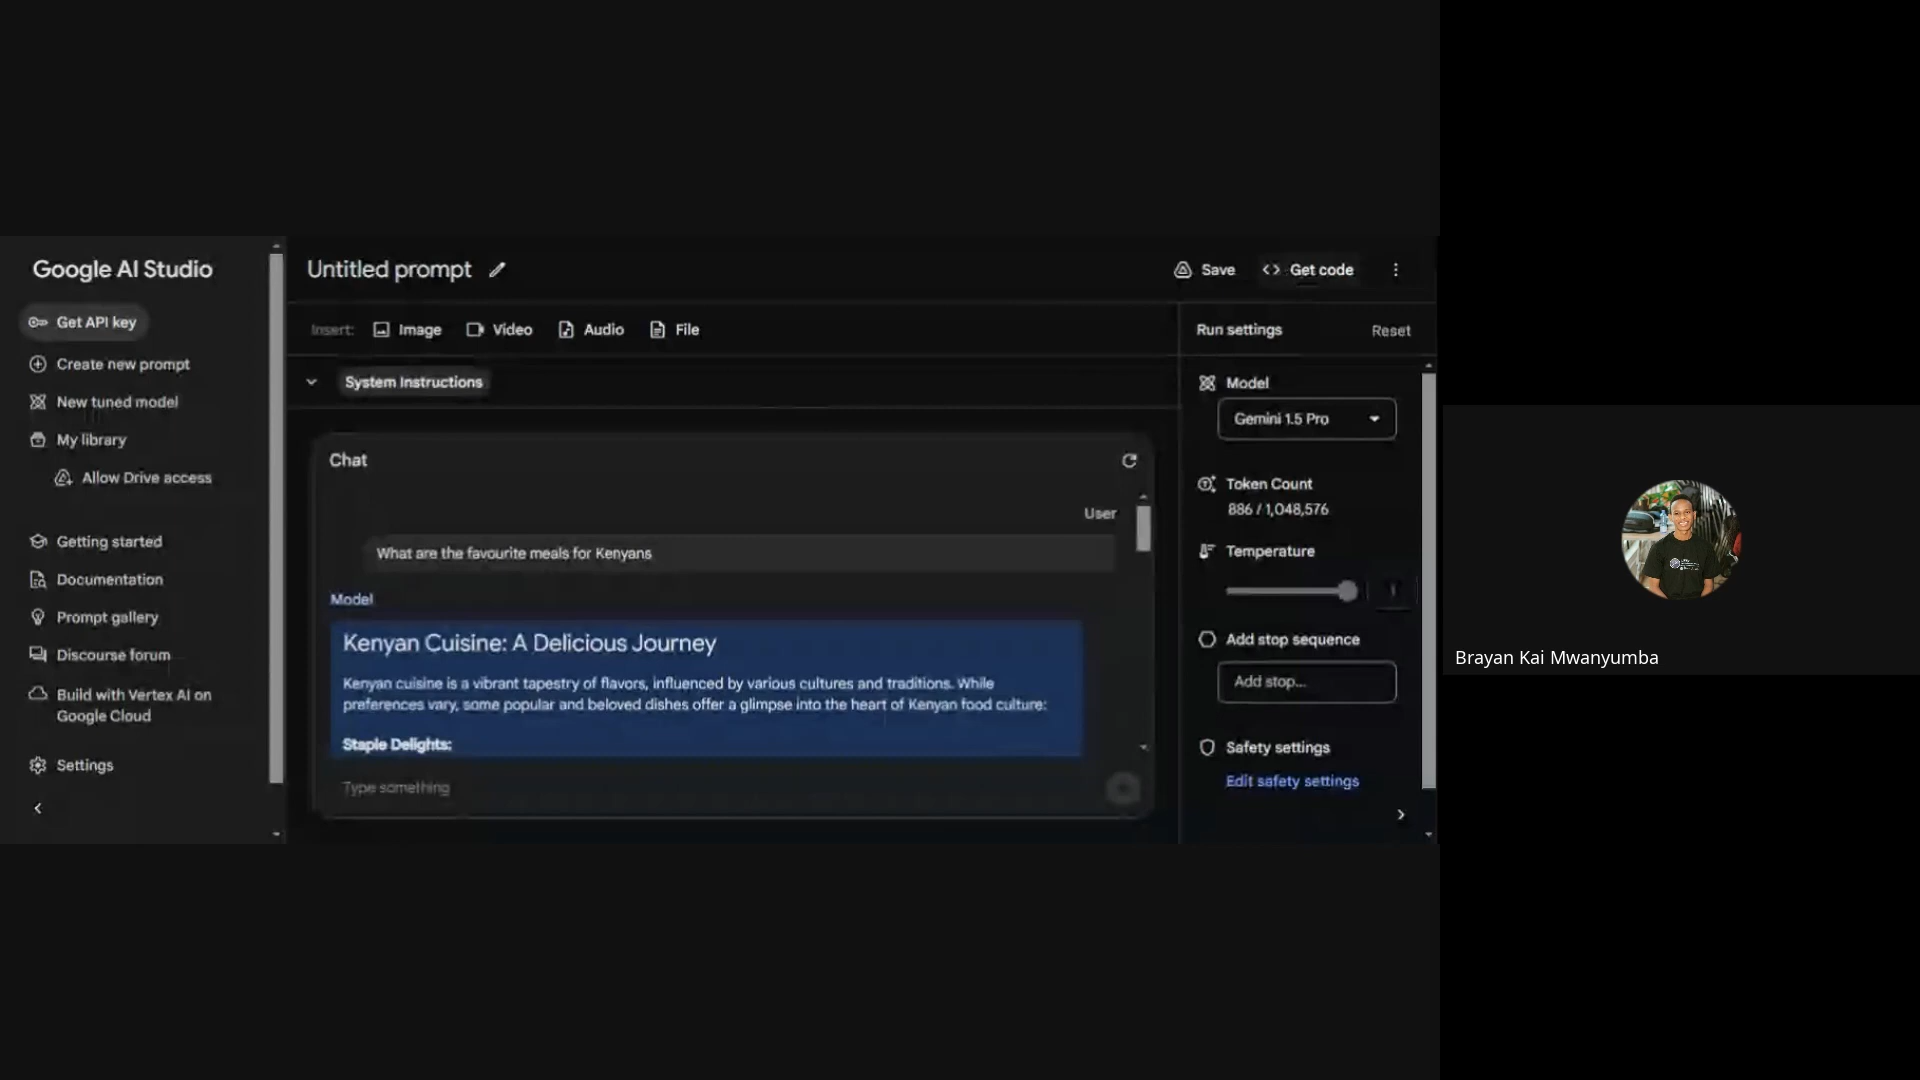 Google AI Studio
Get API key
Create new prompt
New tuned model
My library
Allow Drive access
Getting started
Documentation
Prompt gallery
Discourse forum
Build with Vertex AI on
Google Cloud
Settings
Untitled prompt
Save
Get code
Insert:
Image
Video
Audio
File
System Instructions
Chat
User
What are the favourite meals for Kenyans
Model
Kenyan Cuisine: A Delicious Journey
Kenyan cuisine is a vibrant tapestry of flavors, influenced by various cultures and traditions. While
preferences vary, some popular and beloved dishes offer a glimpse into the heart of Kenyan food culture:
Staple Delights:
Type something
Run settings
Reset
Model
Gemini 1.5 Pro
Token Count
886 / 1,048,576
Temperature
Add stop sequence
Add stop...
Safety settings
Edit safety settings
Brayan Kai Mwanyumba